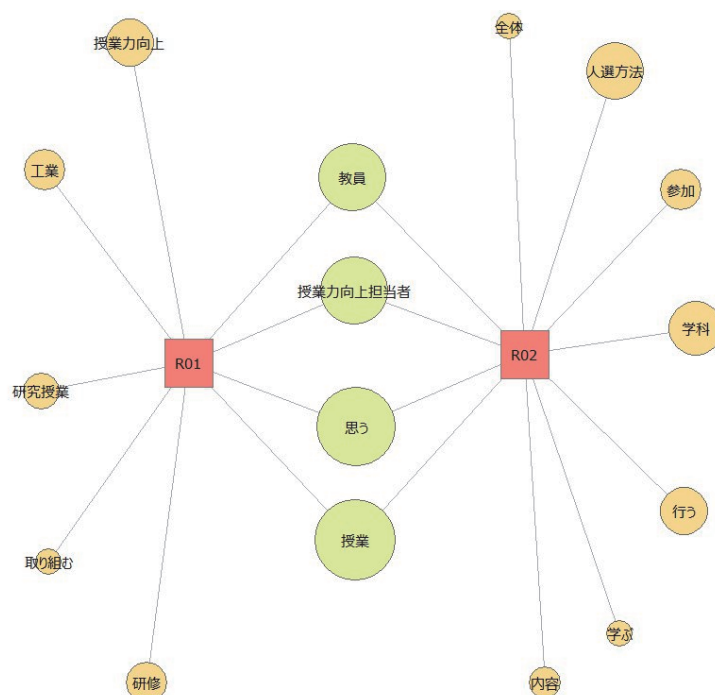 全体
授業力向上
人選方法
工業
教員
参加
授業力向上担当者
学科
R01
R02
研究授業
思う
行う
授業
取り組む
学ぶ
研修
内容